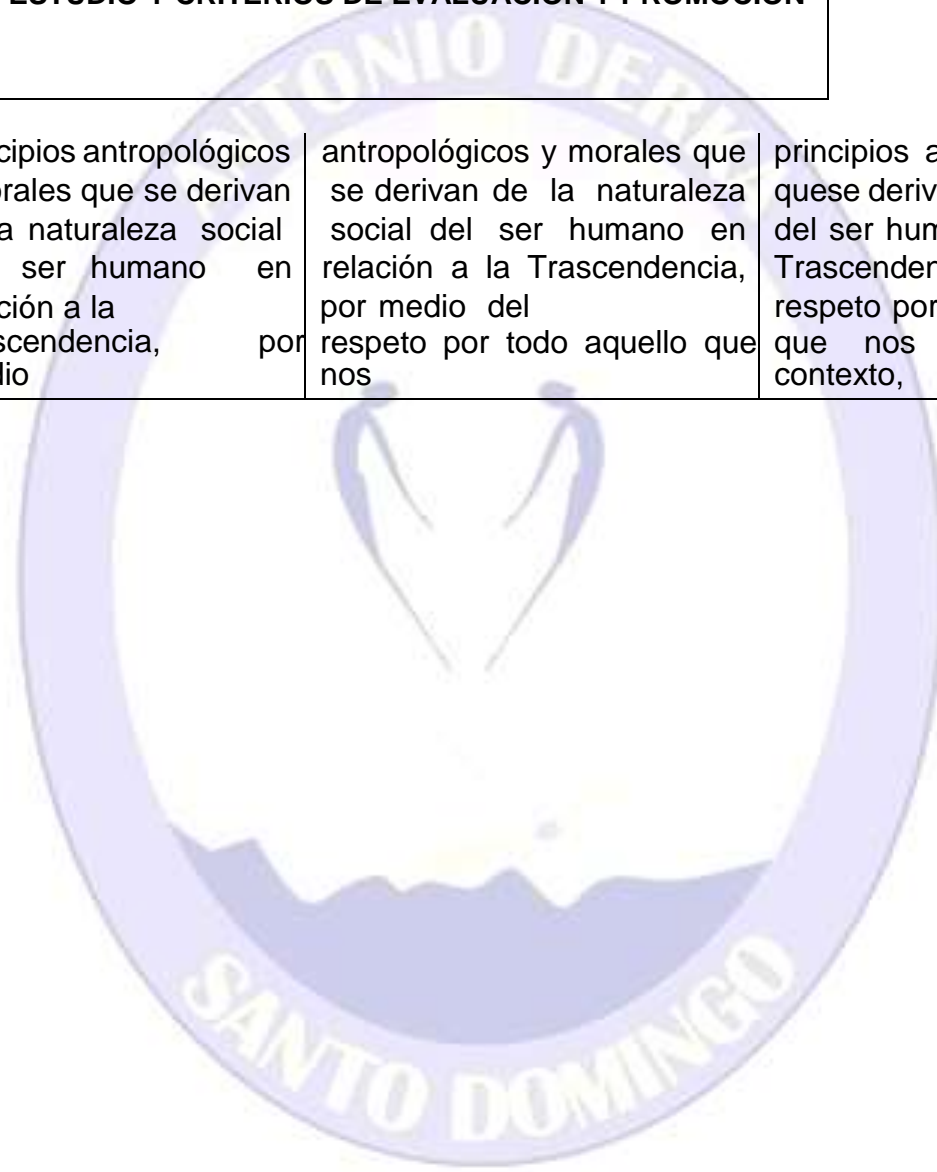 ESTUDIO Y CRITERIOS DE EVALUACIÓN Y PROMOCIÓN
cipios antropológicos
orales que se derivan
a naturaleza social
ser humano en
ción a la
scendencia, por
dio
antropológicos y morales que
se derivan de la naturaleza
social del ser humano en
relación a la Trascendencia,
por medio del
respeto por todo aquello que
nos
principios a
quese deriv
del ser hum
Trascenden
respeto por
que nos
contexto,
ANTONIO DERKA
SANTO DOMINGO